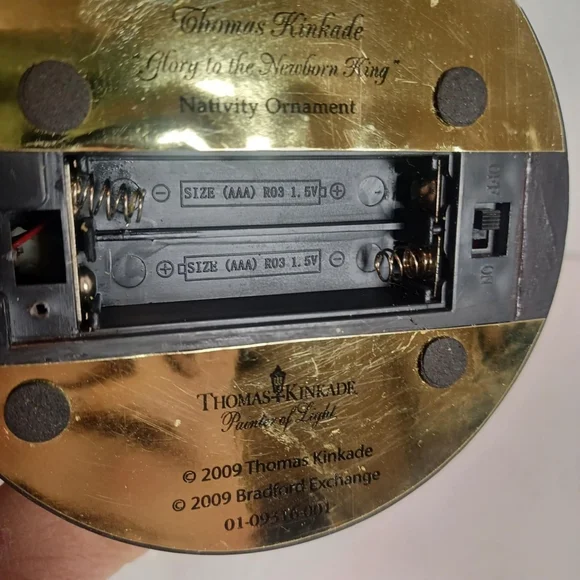 Thomas Kinkade
"Glory to the Newborn King"
Nativity Ornament
SIZE (AAA) R03 1.5V
OFF
SIZE (AAA) R03 1.5V
ON
THOMAS KINKADE
Painter of Light
© 2009 Thomas Kinkade
© 2009 Bradford Exchange